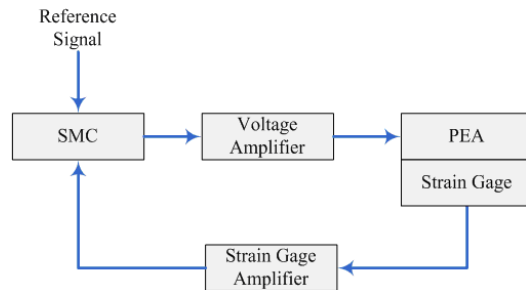 Reference
Signal
SMC
Voltage
Amplifier
PEA
Strain Gage
Strain Gage
Amplifier